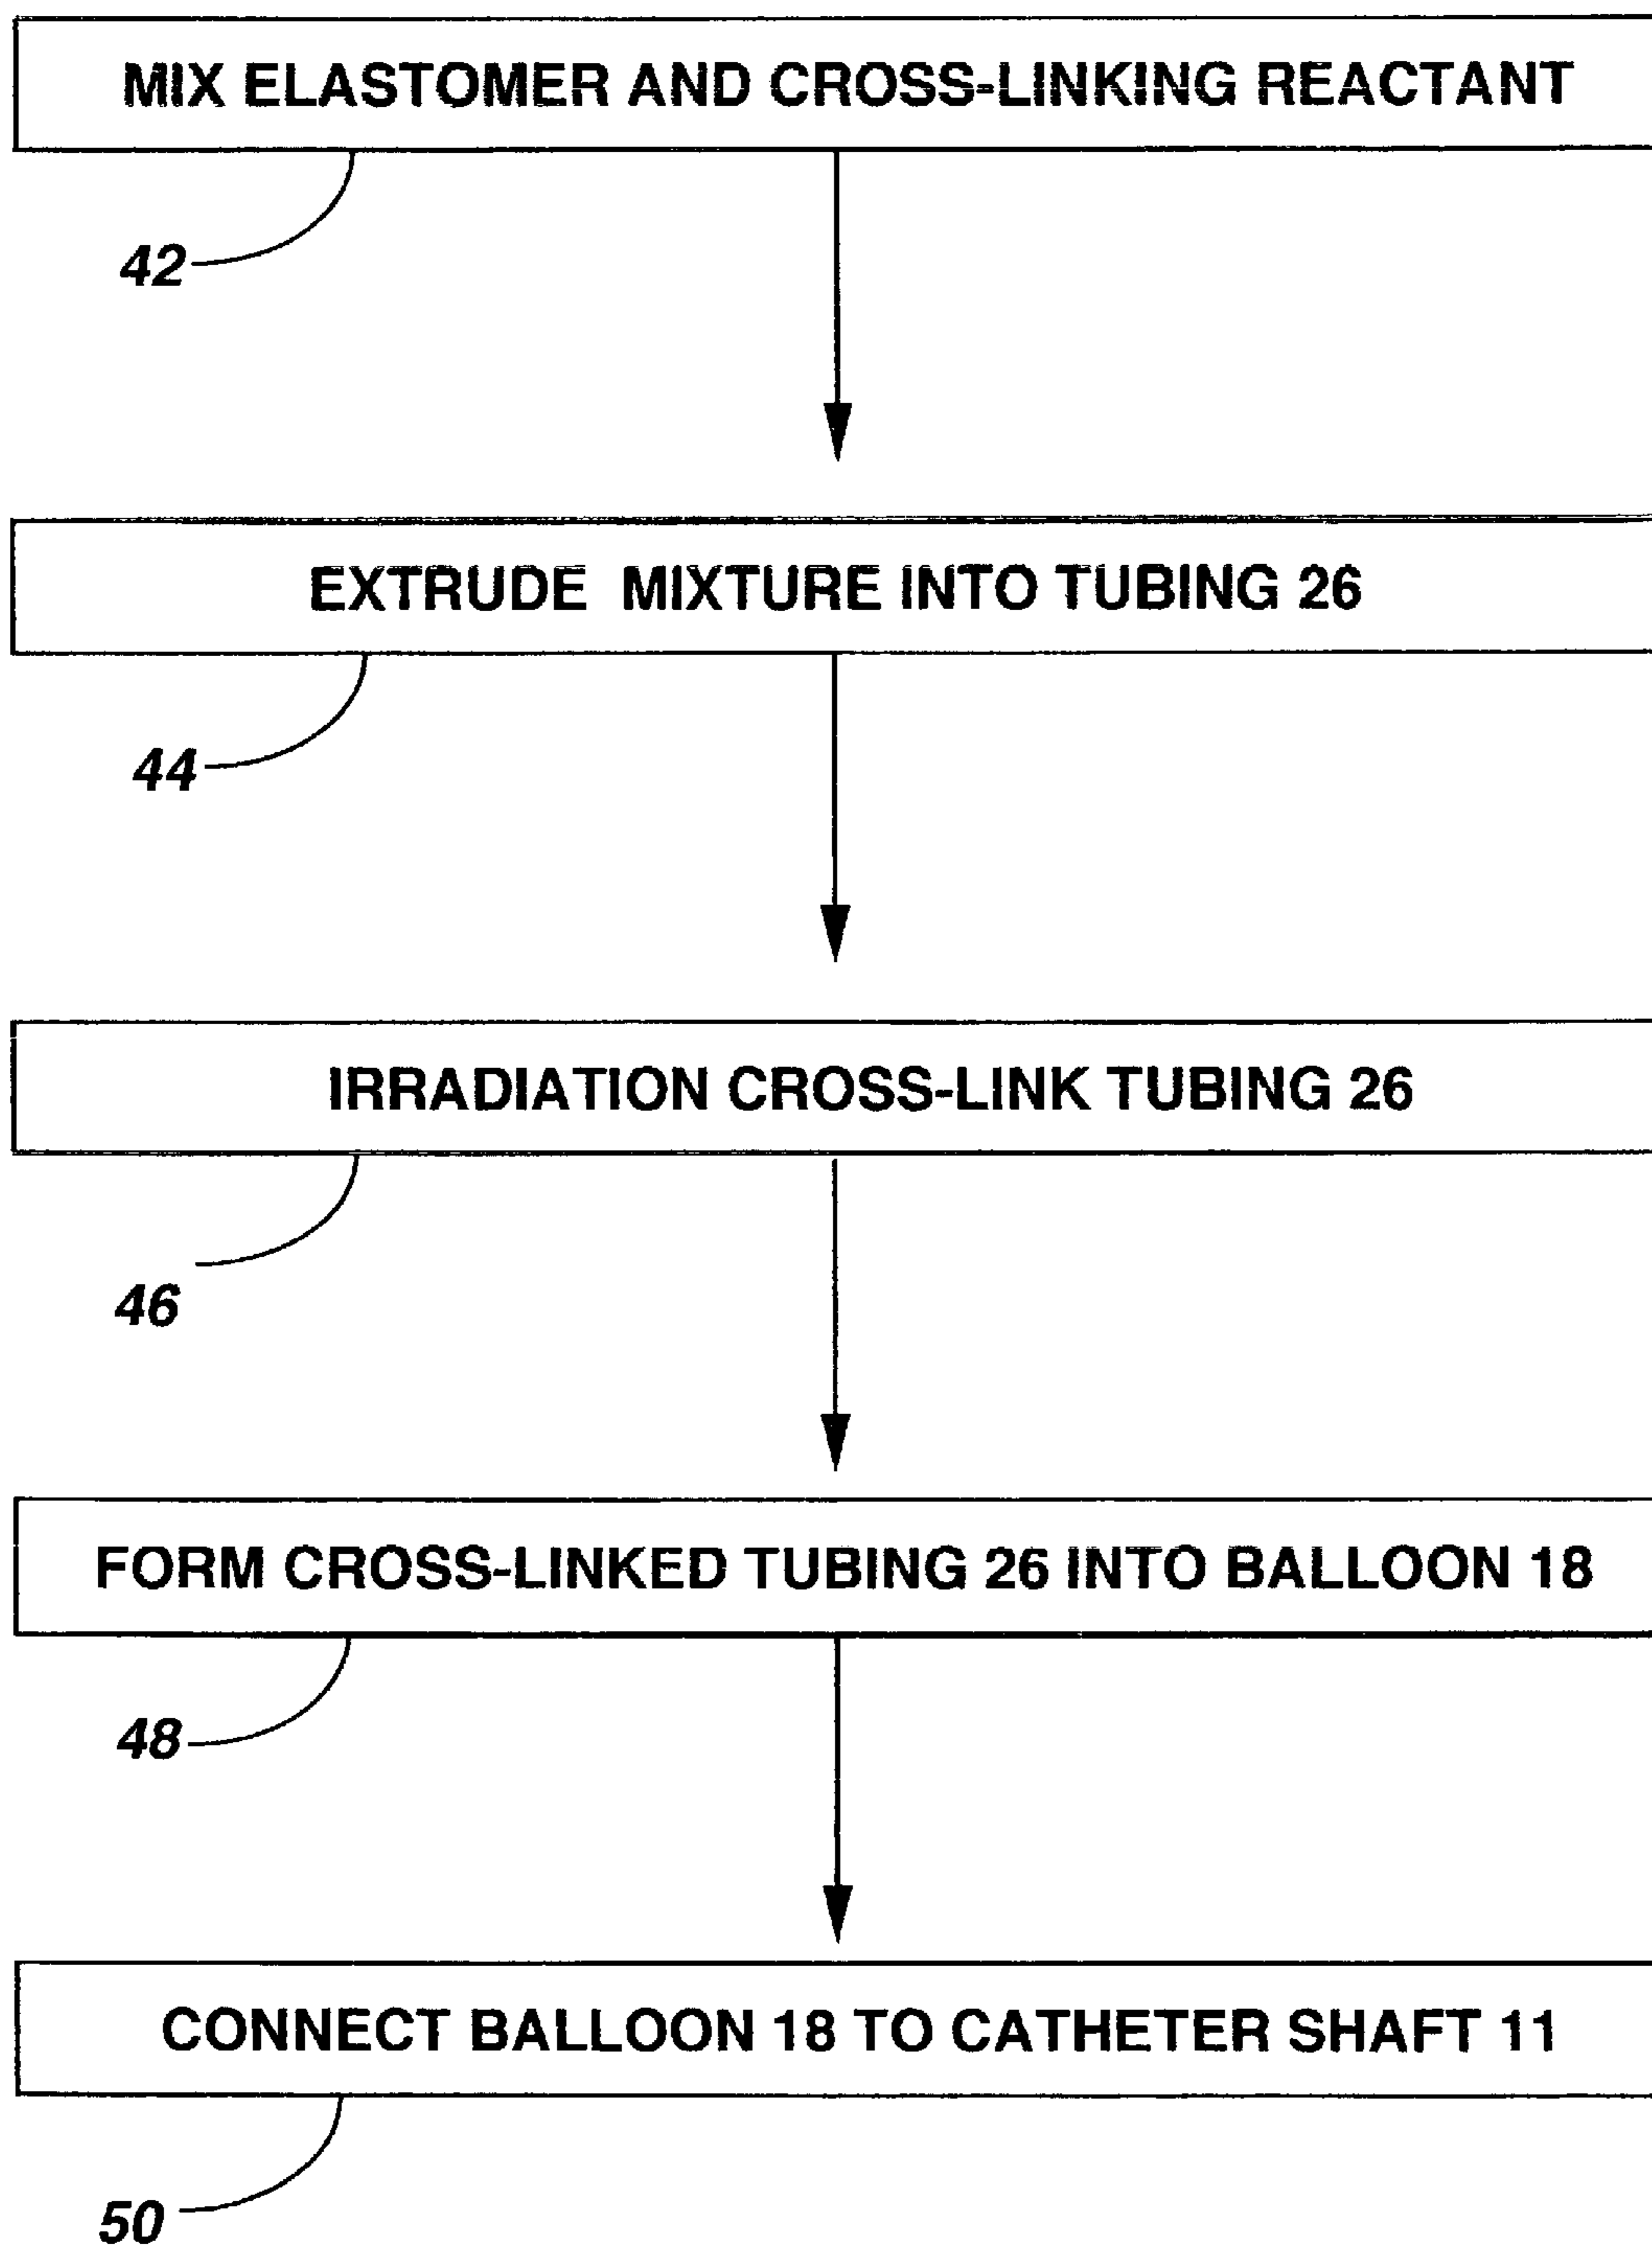 MIX ELASTOMER AND CROSS-LINKING REACTANT
42
EXTRUDE MIXTURE INTO TUBING 26
44
IRRADIATION CROSS-LINK TUBING 26
46
FORM CROSS-LINKED TUBING 26 INTO BALLOON 18
48
CONNECT BALLOON 18 TO CATHETER SHAFT 11
50